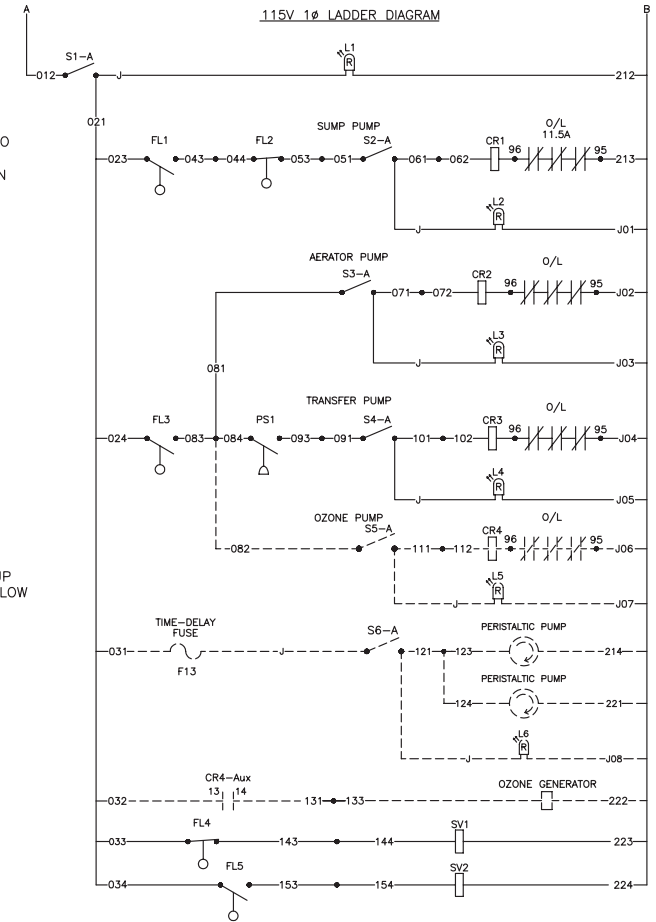 115V 1ø LADDER DIAGRAM
A
B
S1-A
L1
R
012
J
212
021
O
N
SUMP PUMP
O/L
11.5A
FL1
FL2
S2-A
CR1
96
95
023
043
044
053
051
061
062
213
L2
R
J
J01
AERATOR PUMP
O/L
S3-A
CR2
96
95
071
072
J02
L3
R
J
J03
081
TRANSFER PUMP
O/L
FL3
PS1
S4-A
CR3
96
95
024
083
084
093
091
101
102
J04
L4
R
J
J05
OZONE PUMP
O/L
S5-A
CR4
96
95
082
111
112
J06
UP
LOW
L5
R
J
J07
TIME-DELAY
FUSE
S6-A
PERISTALTIC PUMP
031
J
121
123
214
F13
PERISTALTIC PUMP
124
221
L6
R
J
J08
CR4-Aux
13
14
OZONE GENERATOR
032
131
133
222
FL4
SV1
033
143
144
223
FL5
SV2
034
153
154
224